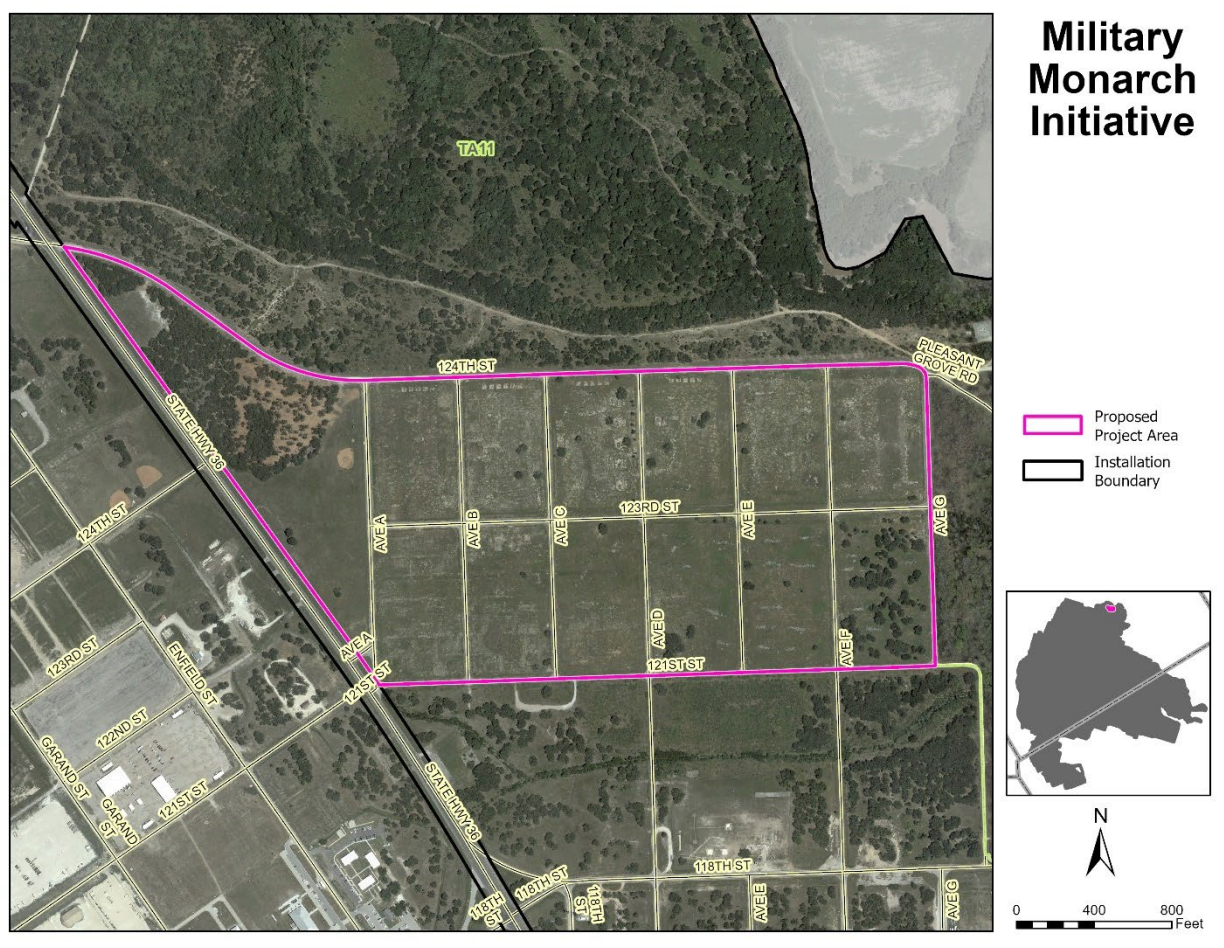 Military
Monarch
Initiative
TA11
PLEASANT
GROVE RD
124TH ST
STATE HWY 36
124TH ST
AVE A
AVE B
AVE C
123RD ST
AVE E
AVE G
AVE D
AVE F
AVE A
121ST ST
121ST ST
123RD ST
ENFIELD ST
122ND ST
GARAND ST
GARAND
ST
121ST ST
STATE HWY 36
118TH ST
118TH ST
118TH
ST
118TH
ST
AVE E
AVE G
Proposed
Project Area
Installation
Boundary
N
0 400 800
Feet